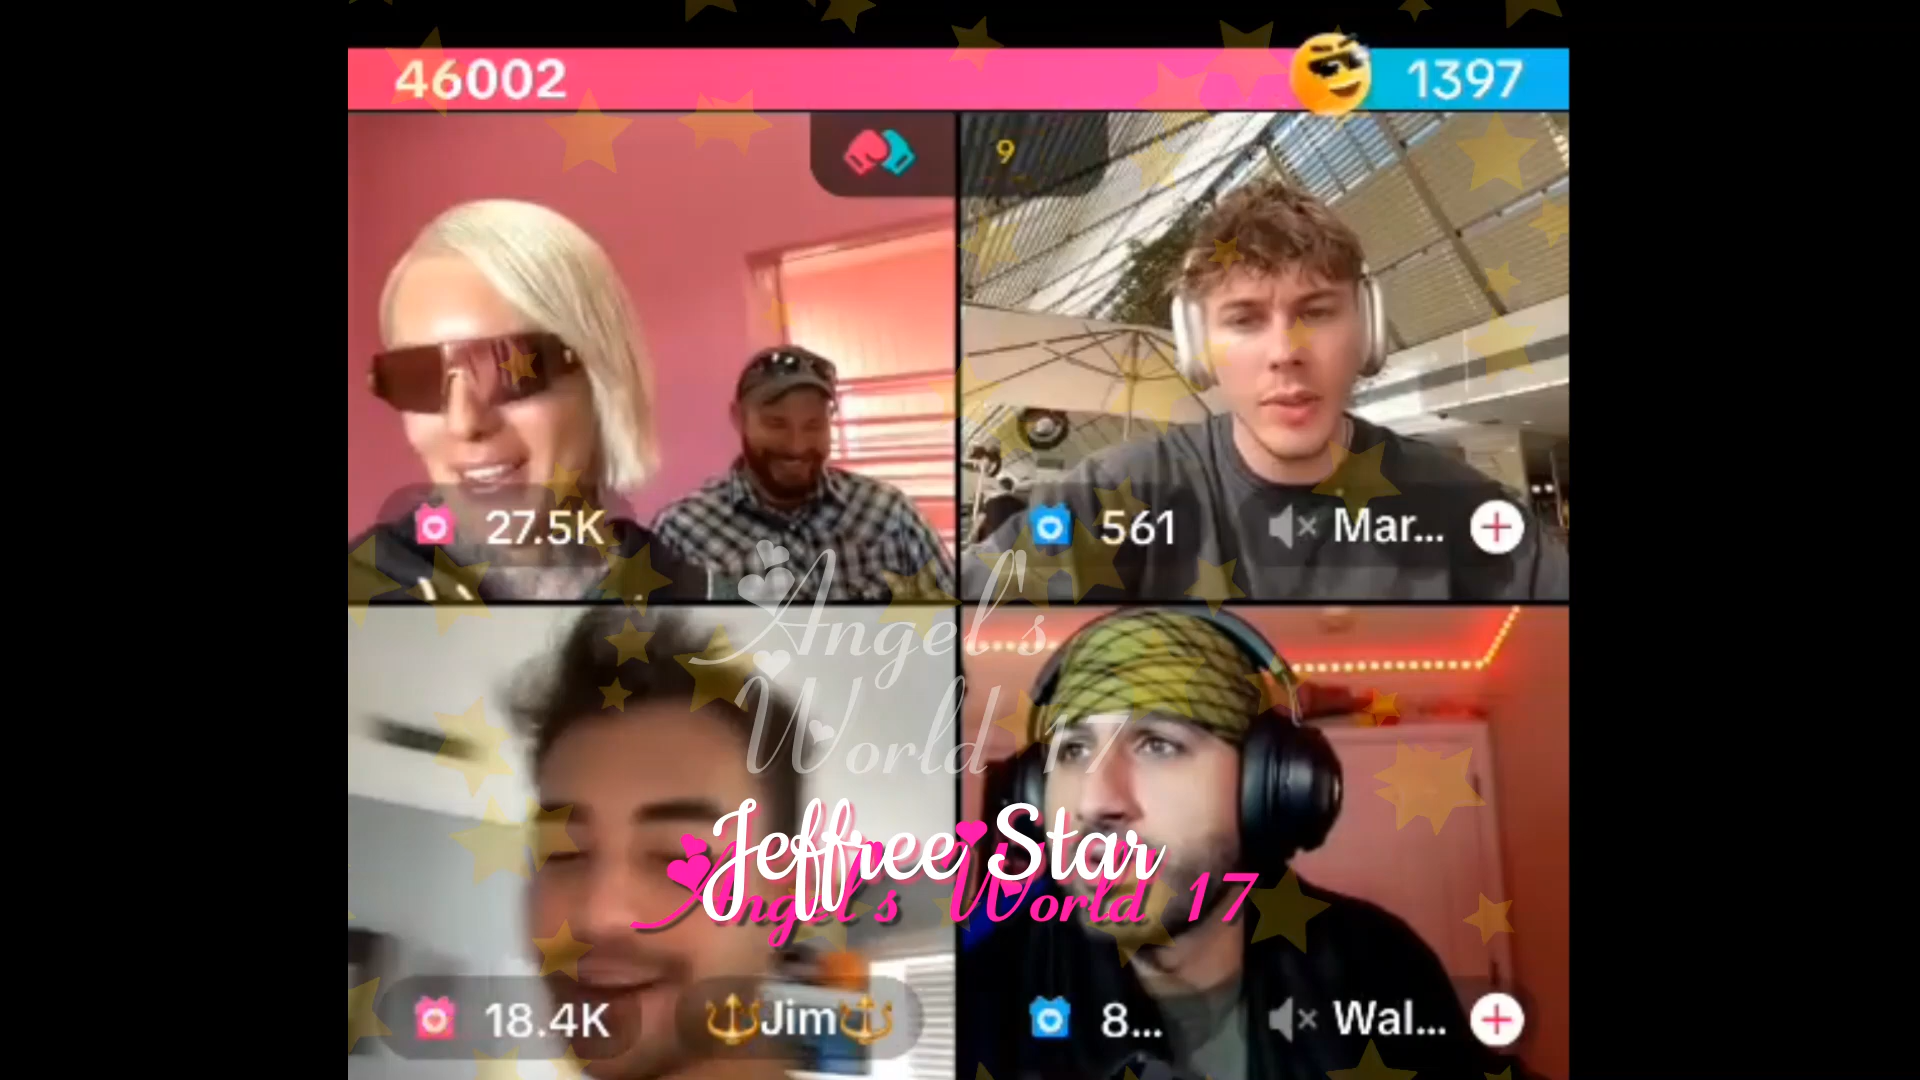 46002
1397
9
27.5K
561
Mar...
Angel's
World 17
Jeffree Star
Angel's World 17
18.4K
Jim
8...
Wal...